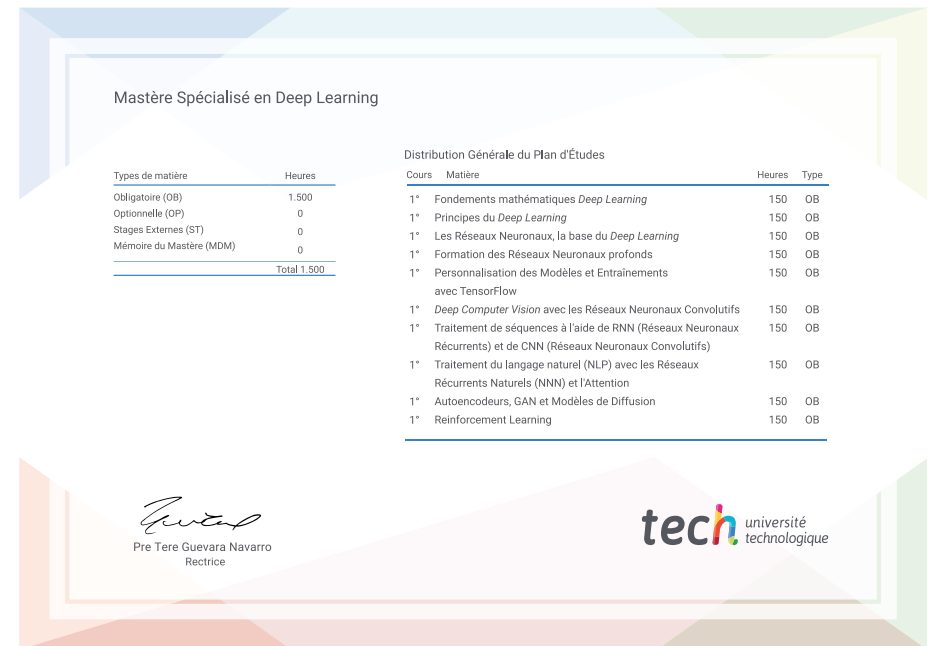 Mastère Spécialisé en Deep Learning
Types de matière Heures
Obligatoire (OB) 1.500
Optionnelle (OP) 0
Stages Externes (ST) 0
Mémoire du Mastère (MDM) 0
Total 1.500
Distribution Générale du Plan d'Études
Cours Matière Heures Type
1° Fondements mathématiques Deep Learning 150 OB
1° Principes du Deep Learning 150 OB
1° Les Réseaux Neuronaux, la base du Deep Learning 150 OB
1° Formation des Réseaux Neuronaux profonds 150 OB
1° Personnalisation des Modèles et Entraînements 150 OB
avec TensorFlow
1° Deep Computer Vision avec les Réseaux Neuronaux Convolutifs 150 OB
1° Traitement de séquences à l'aide de RNN (Réseaux Neuronaux 150 OB
Récurrents) et de CNN (Réseaux Neuronaux Convolutifs)
1° Traitement du langage naturel (NLP) avec les Réseaux 150 OB
Récurrents Naturels (NNN) et l'Attention
1° Autoencodeurs, GAN et Modèles de Diffusion 150 OB
1° Reinforcement Learning 150 OB
Pre Tere Guevara Navarro
Rectrice
tech université
technologique